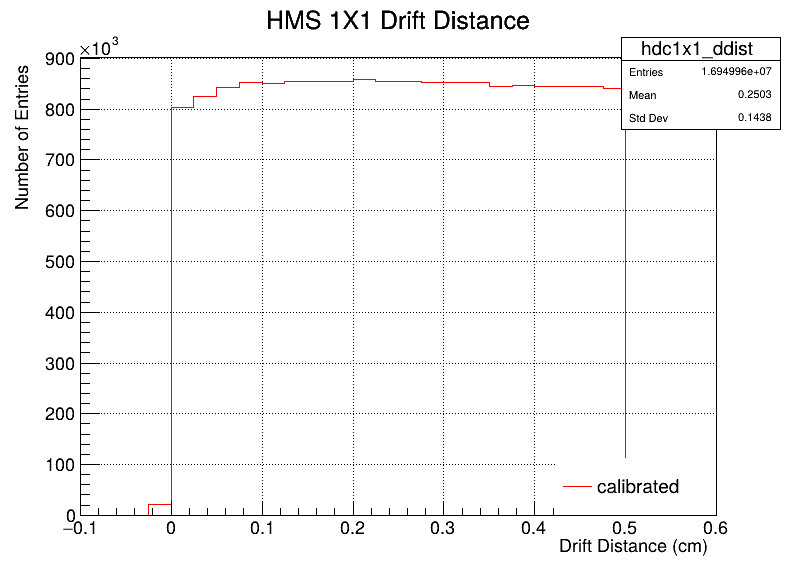 HMS 1X1 Drift Distance
×10³
hdc1x1_ddist
Entries 1.694996e+07
Mean 0.2503
Std Dev 0.1438
Number of Entries
900
800
700
600
500
400
300
200
100
0
calibrated
−0.1 0 0.1 0.2 0.3 0.4 0.5 0.6
Drift Distance (cm)